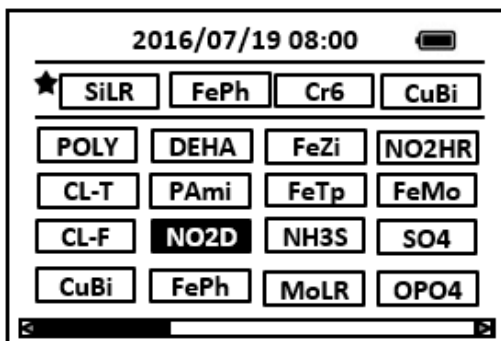 2016/07/19 08:00
SiLR FePh Cr6 CuBi
POLY DEHA FeZi NO2HR
CL-T PAmi FeTp FeMo
CL-F NO2D NH3S SO4
CuBi FePh MoLR OPO4